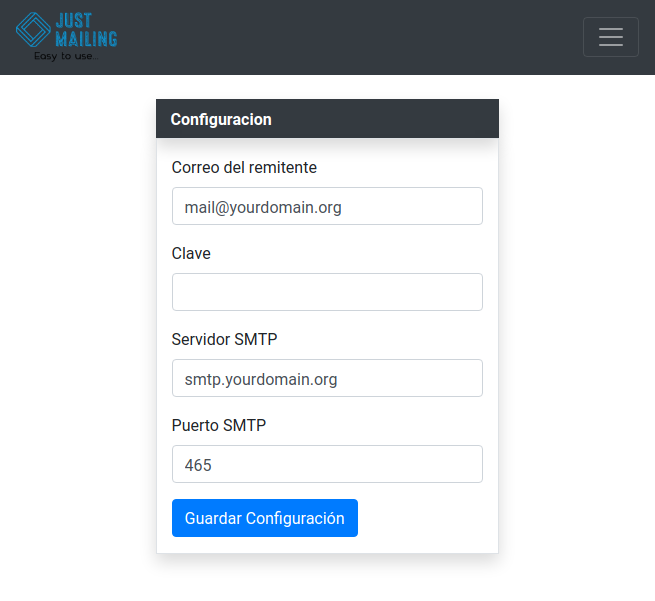 JUST
MAILING
Easy to use...
Configuracion
Correo del remitente
mail@yourdomain.org
Clave
Servidor SMTP
smtp.yourdomain.org
Puerto SMTP
465
Guardar Configuración